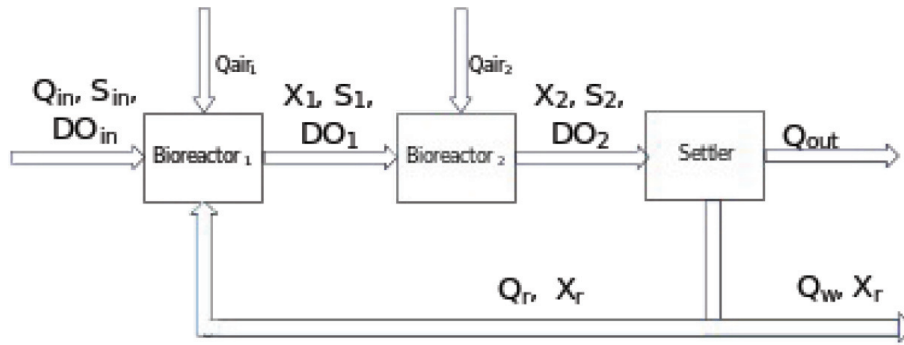 Qair₁
Qair₂
Qin, Sin,
DOin
X₁, S₁,
DO₁
X₂, S₂,
DO₂
Bioreactor ₁
Bioreactor ₂
Settler
Qout
Qr, Xr
Qw, Xr